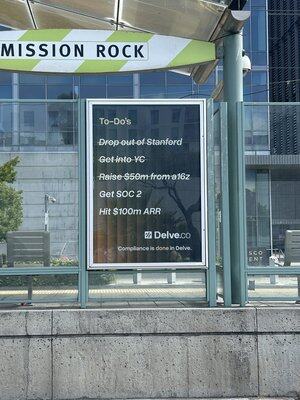 MISSION ROCK
To-Do's
Drop out of Stanford
Get into YC
Raise $50m from a16z
Get SOC 2
Hit $100m ARR
Delve.co
Compliance is done in Delve.